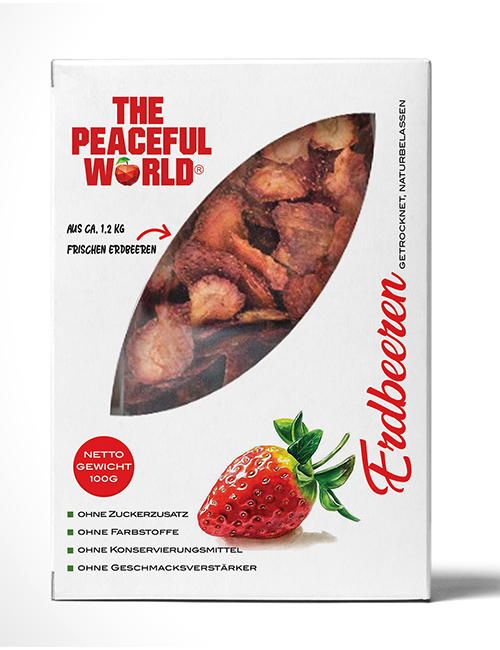 THE
PEACEFUL
WORLD®
AUS CA. 1,2 KG
FRISCHEN ERDBEEREN
Erdbeeren
GETROCKNET, NATURBELASSEN
NETTO
GEWICHT
100G
OHNE ZUCKERZUSATZ
OHNE FARBSTOFFE
OHNE KONSERVIERUNGSMITTEL
OHNE GESCHMACKSVERSTÄRKER